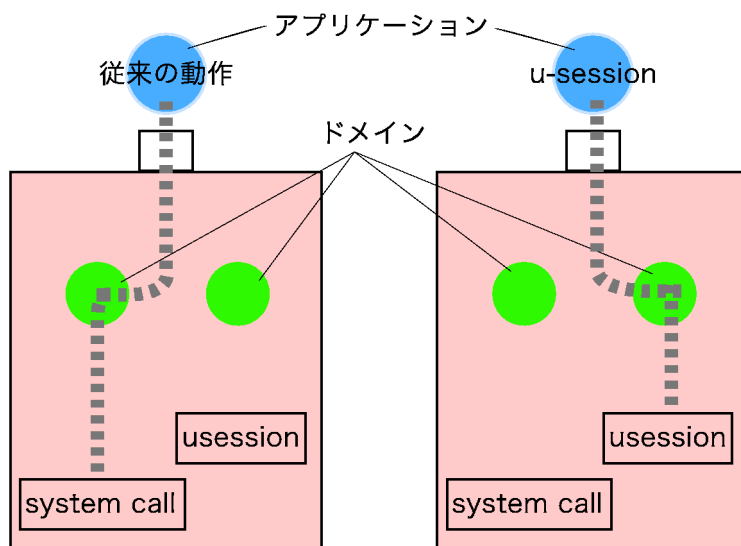 アプリケーション
従来の動作
u-session
ドメイン
usession
system call
usession
system call